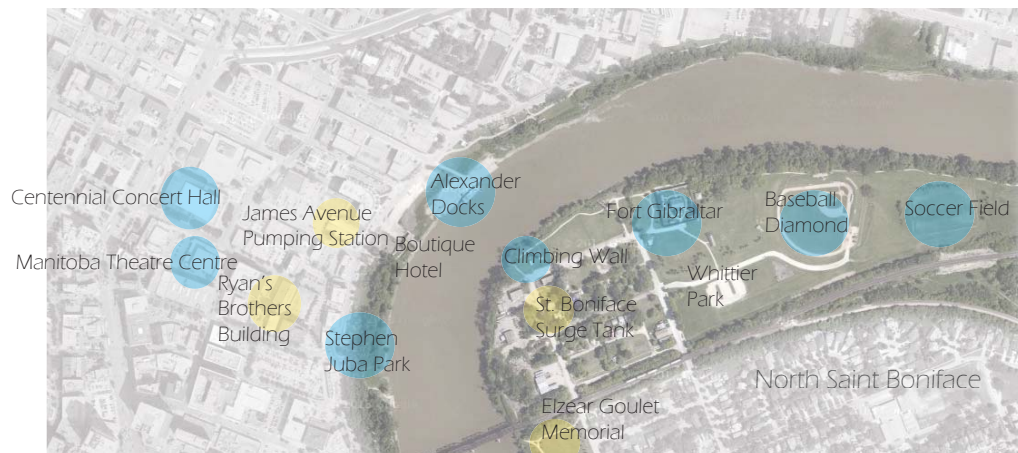 Centennial Concert Hall
Manitoba Theatre Centre
James Avenue
Pumping Station
Ryan's
Brothers
Building
Stephen
Juba Park
Boutique
Hotel
Alexander
Docks
Climbing Wall
St. Boniface
Surge Tank
Elzear Goulet
Memorial
Fort Gibraltar
Whittier
Park
Baseball
Diamond
Soccer Field
North Saint Boniface